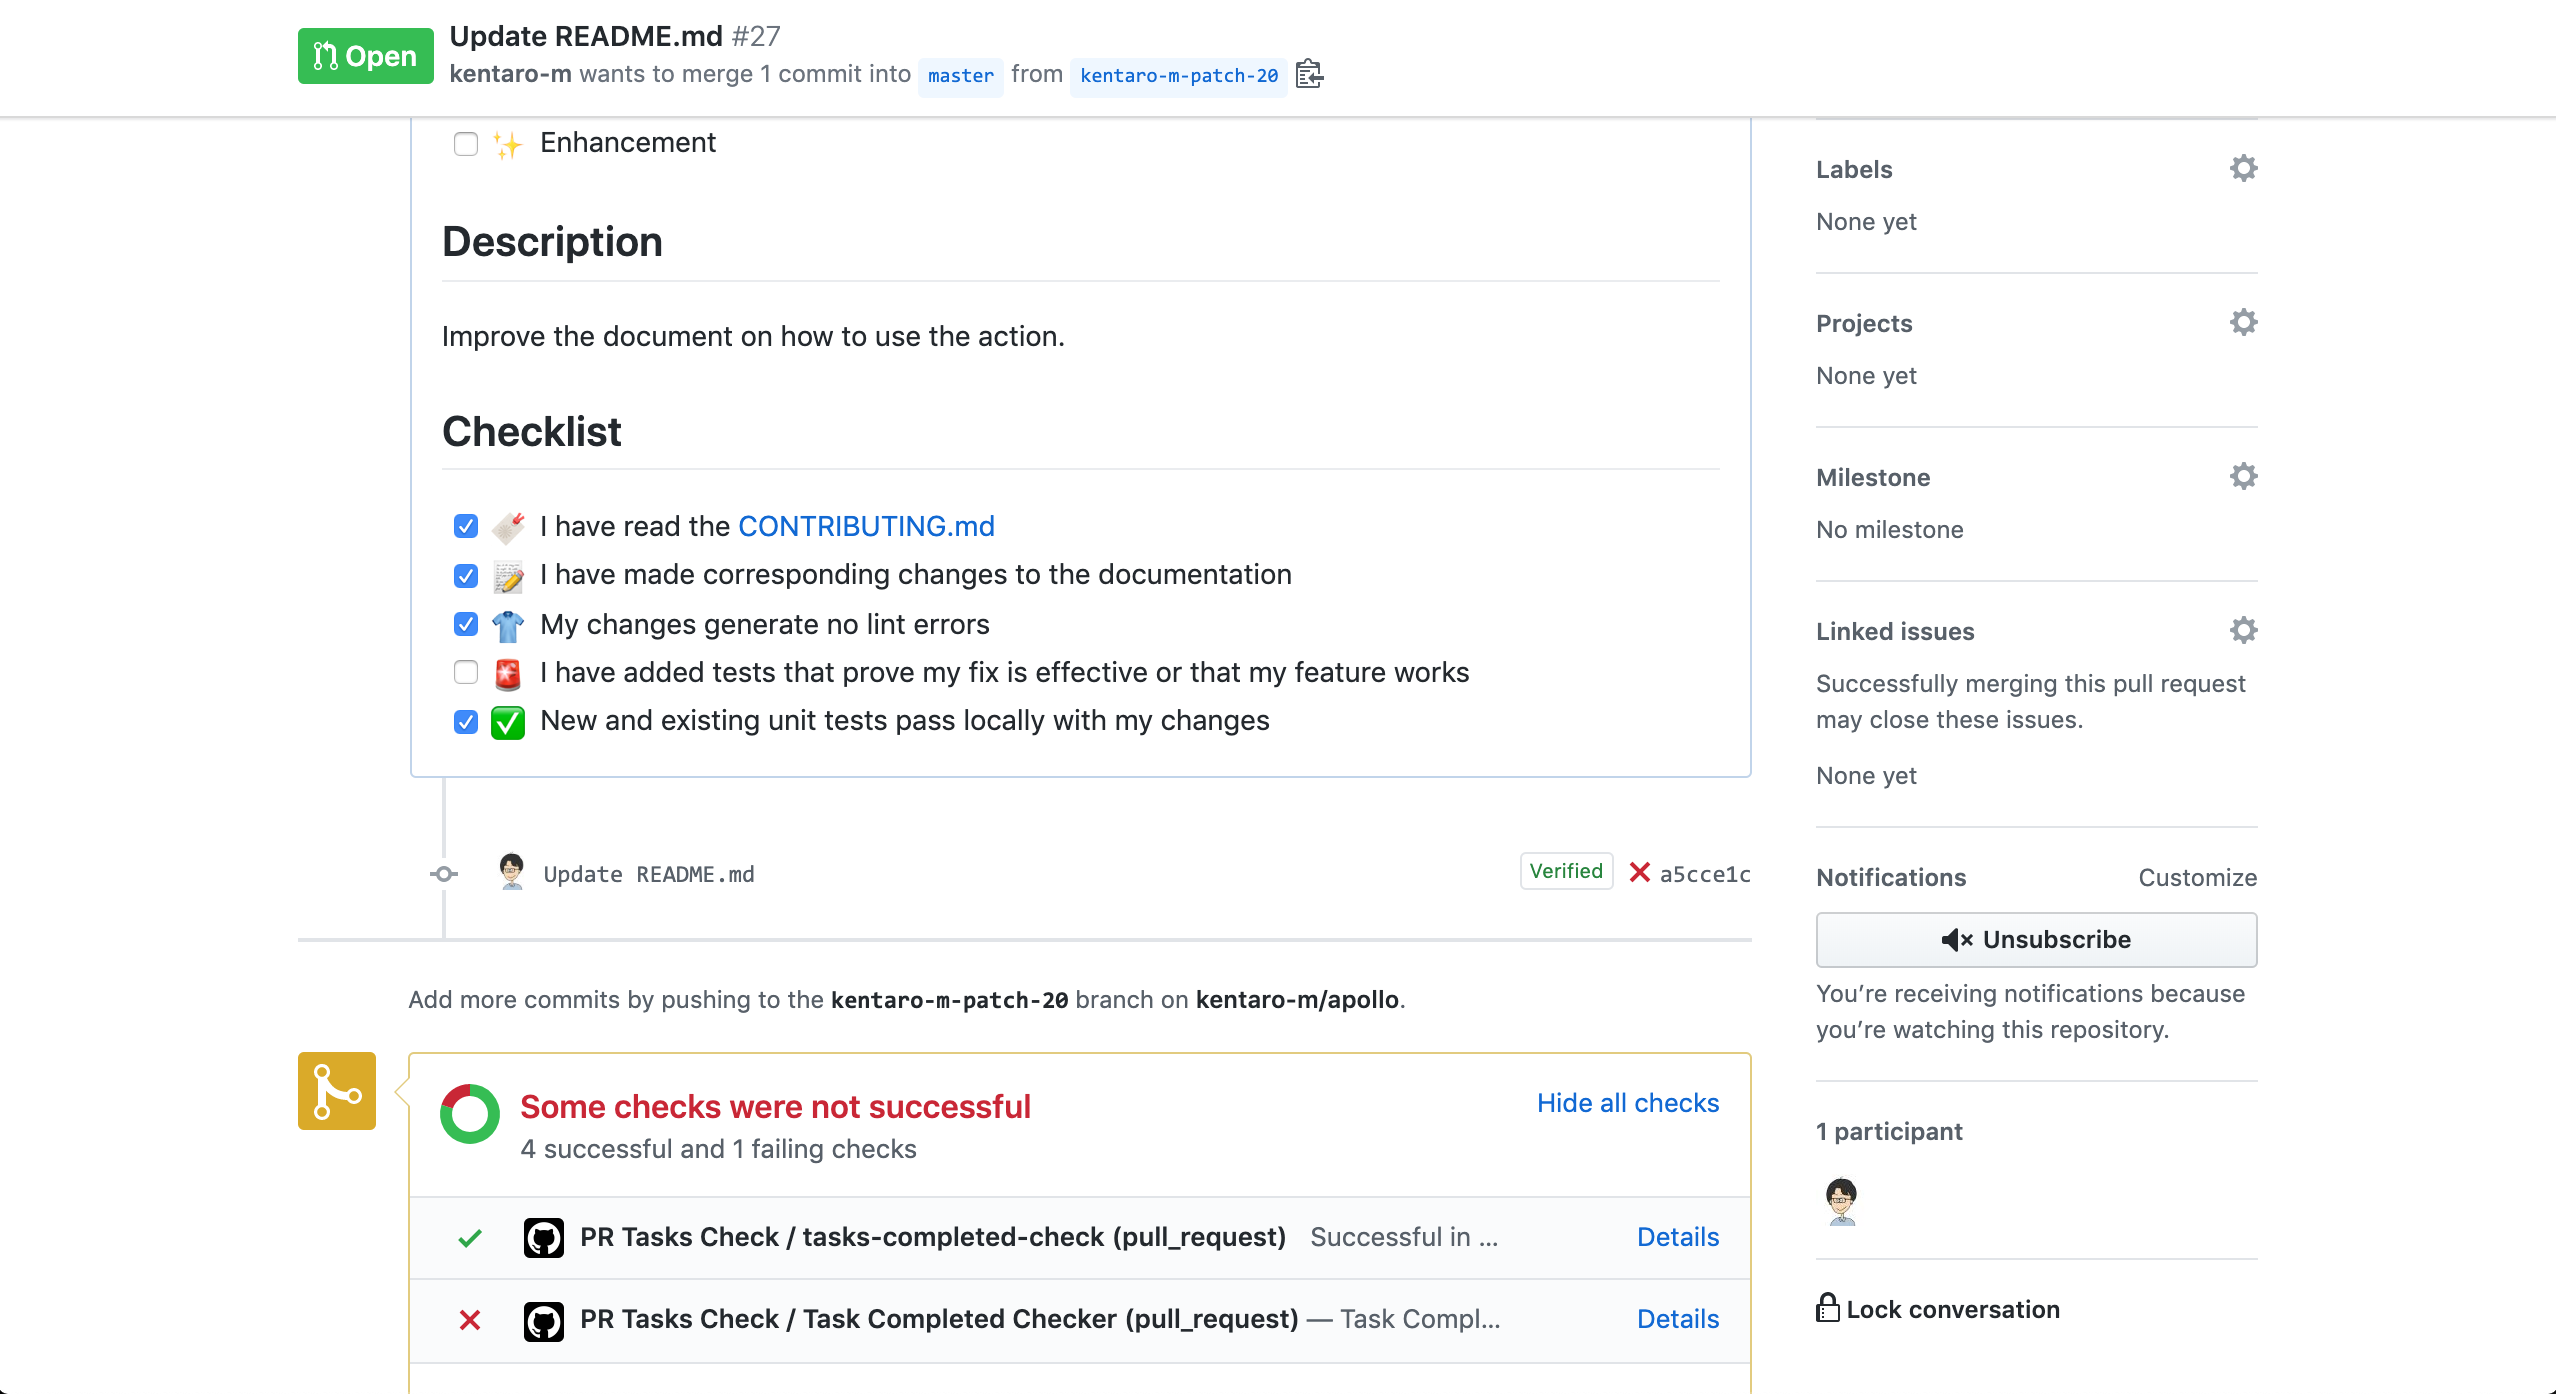 Open
Update README.md #27
kentaro-m wants to merge 1 commit into master from kentaro-m-patch-20
Enhancement
Description
Improve the document on how to use the action.
Checklist
I have read the CONTRIBUTING.md
I have made corresponding changes to the documentation
My changes generate no lint errors
I have added tests that prove my fix is effective or that my feature works
New and existing unit tests pass locally with my changes
Update README.md Verified a5cce1c
Add more commits by pushing to the kentaro-m-patch-20 branch on kentaro-m/apollo.
Some checks were not successful
Hide all checks
4 successful and 1 failing checks
PR Tasks Check / tasks-completed-check (pull_request) Successful in ... Details
PR Tasks Check / Task Completed Checker (pull_request) — Task Compl... Details
Labels
None yet
Projects
None yet
Milestone
No milestone
Linked issues
Successfully merging this pull request
may close these issues.
None yet
Notifications Customize
Unsubscribe
You’re receiving notifications because
you’re watching this repository.
1 participant
Lock conversation